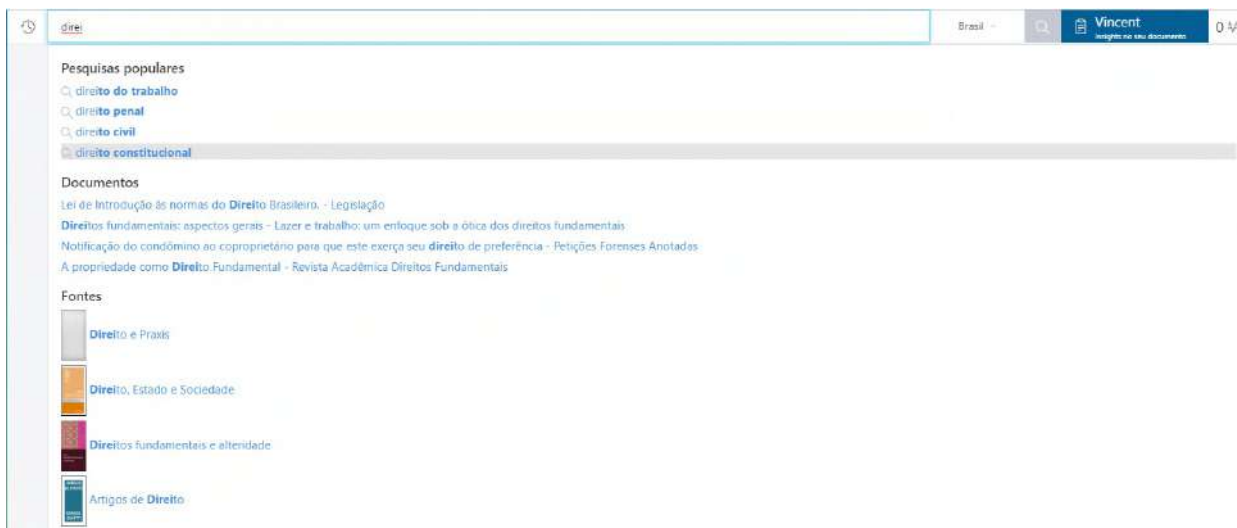 direi
Brasil
Vincent
Insights no seu documento
0
Pesquisas populares
direito do trabalho
direito penal
direito civil
direito constitucional
Documentos
Lei de Introdução às normas do Direito Brasileiro. - Legislação
Direitos fundamentais: aspectos gerais - Lazer e trabalho: um enfoque sob a ótica dos direitos fundamentais
Notificação do condômino ao coproprietário para que este exerça seu direito de preferência - Petições Forenses Anotadas
A propriedade como Direito Fundamental - Revista Acadêmica Direitos Fundamentais
Fontes
Direito e Praxis
Direito, Estado e Sociedade
Direitos fundamentais e alteridade
Artigos de Direito